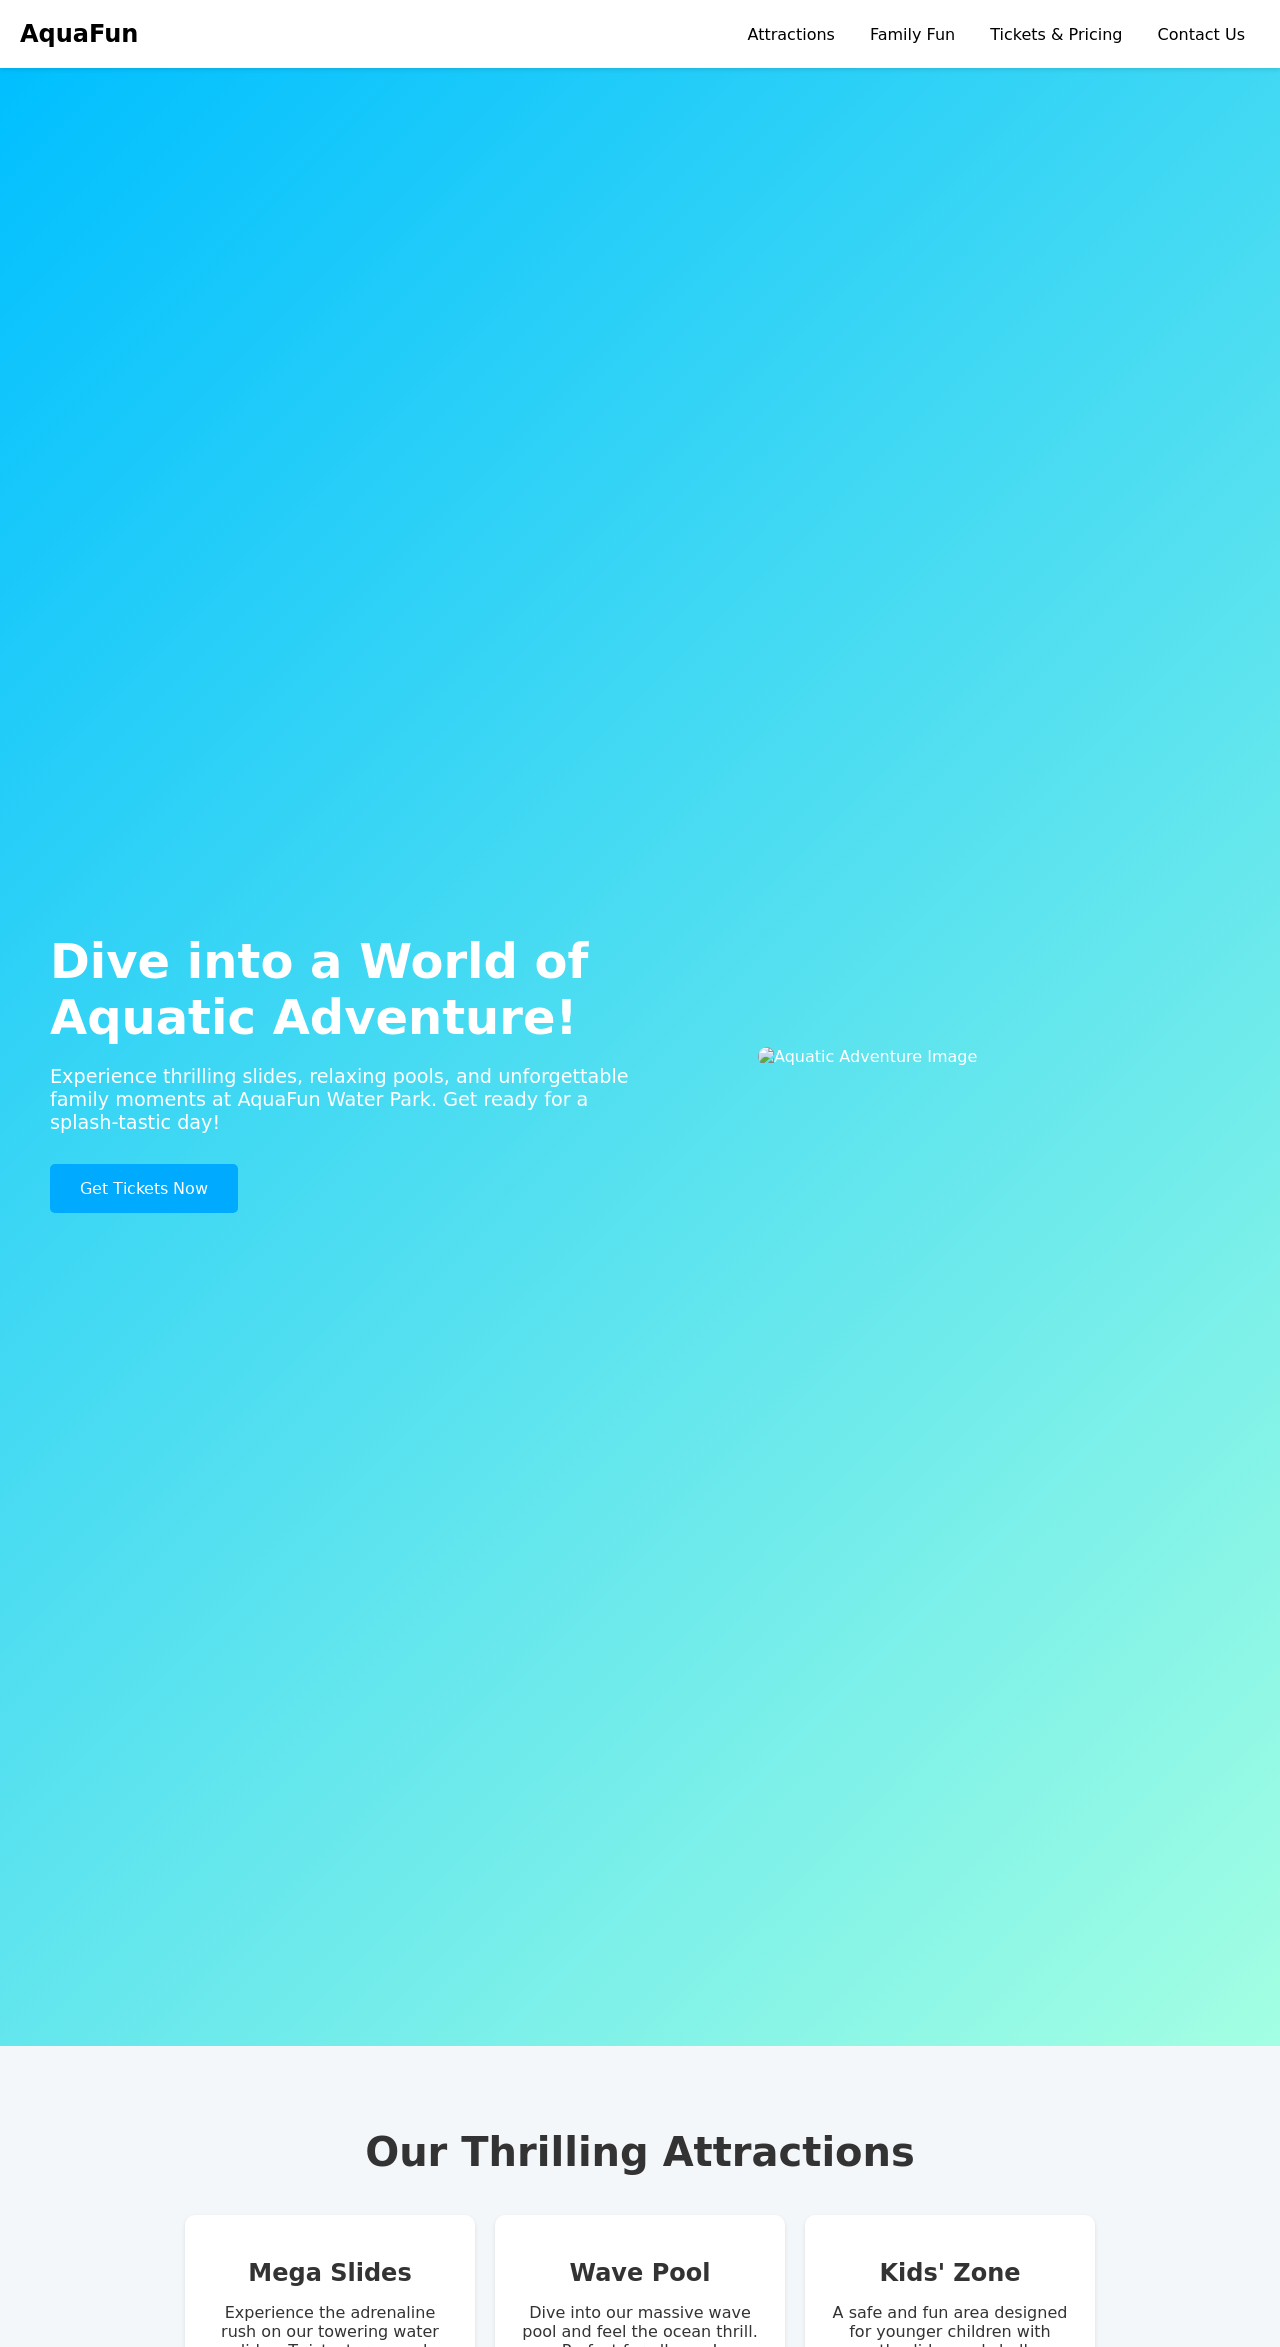 AquaFun
Attractions
Family Fun
Tickets & Pricing
Contact Us
Dive into a World of
Aquatic Adventure!
Experience thrilling slides, relaxing pools, and unforgettable
family moments at AquaFun Water Park. Get ready for a
splash-tastic day!
Get Tickets Now
Aquatic Adventure Image
Our Thrilling Attractions
Mega Slides
Experience the adrenaline
rush on our towering water
Wave Pool
Dive into our massive wave
pool and feel the ocean thrill.
Kids' Zone
A safe and fun area designed
for younger children with